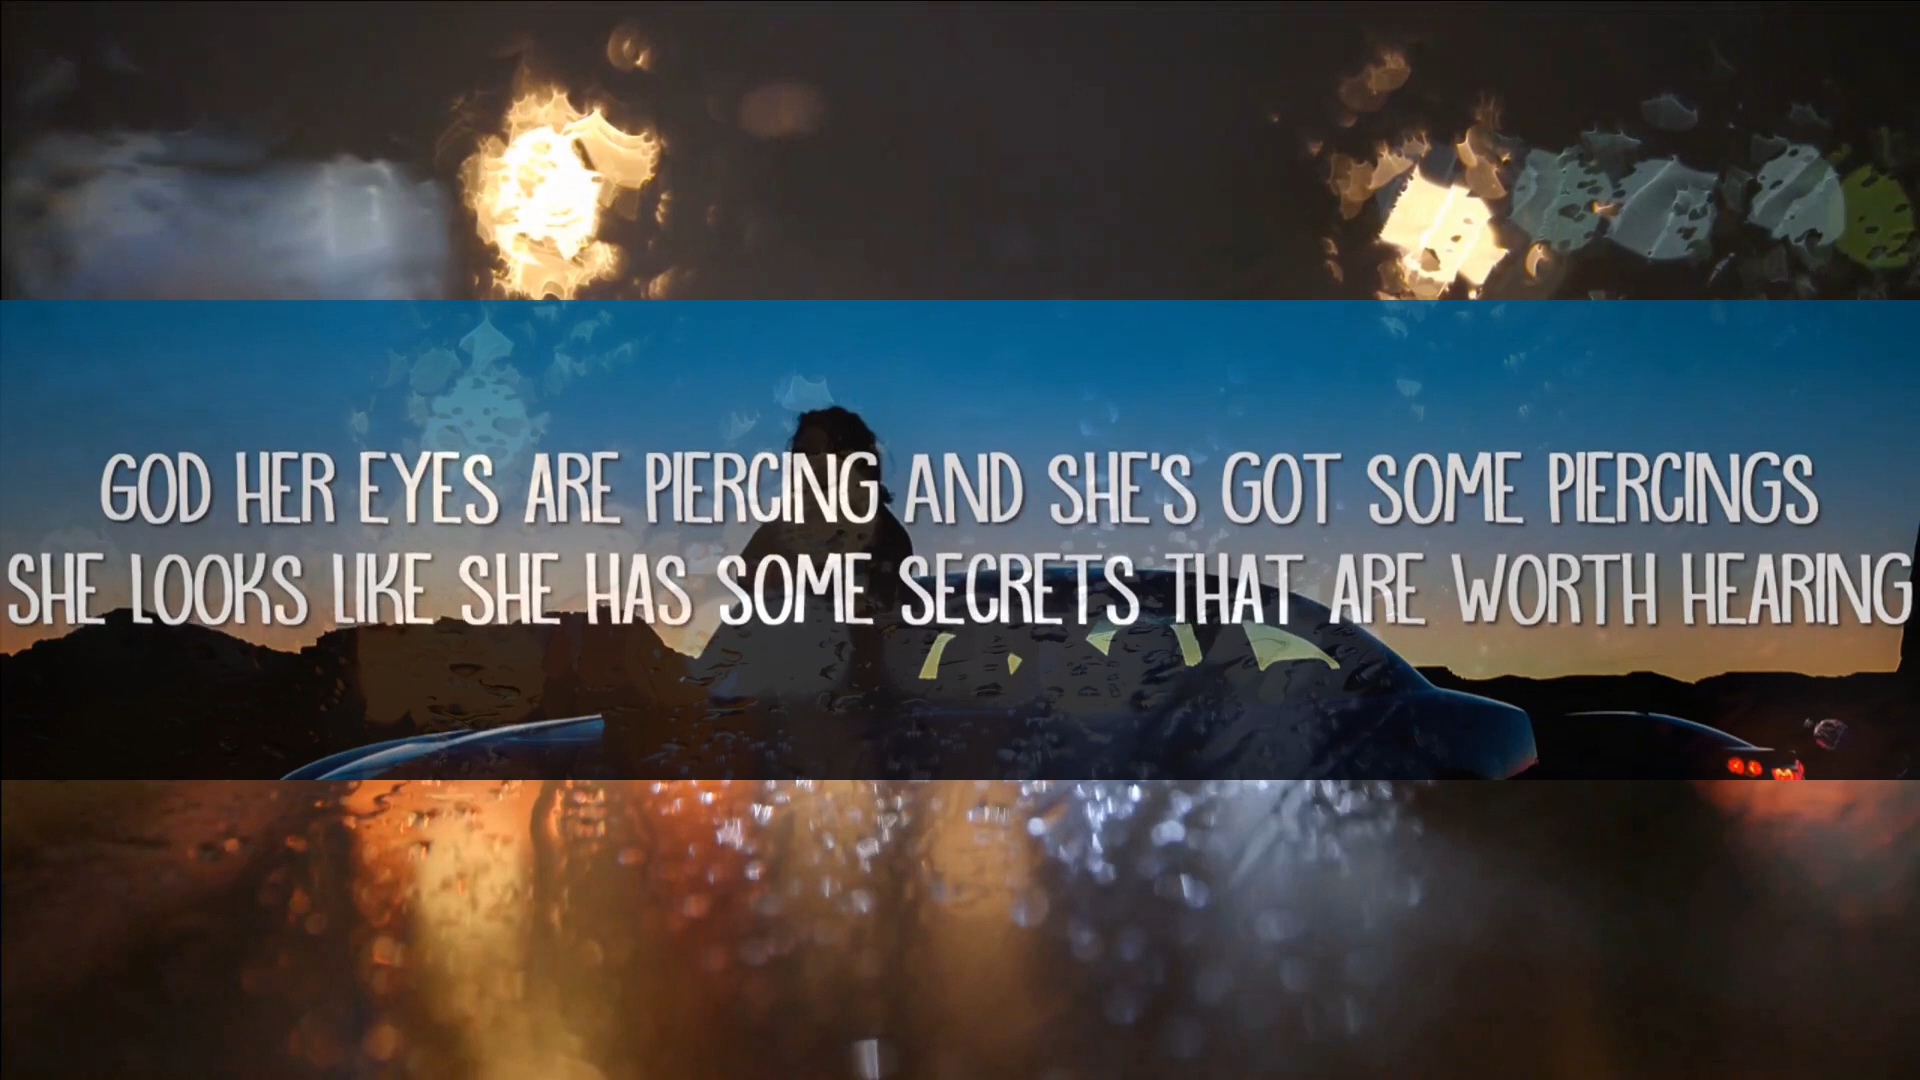 GOD HER EYES ARE PIERCING AND SHE'S GOT SOME PIERCINGS
SHE LOOKS LIKE SHE HAS SOME SECRETS THAT ARE WORTH HEARING